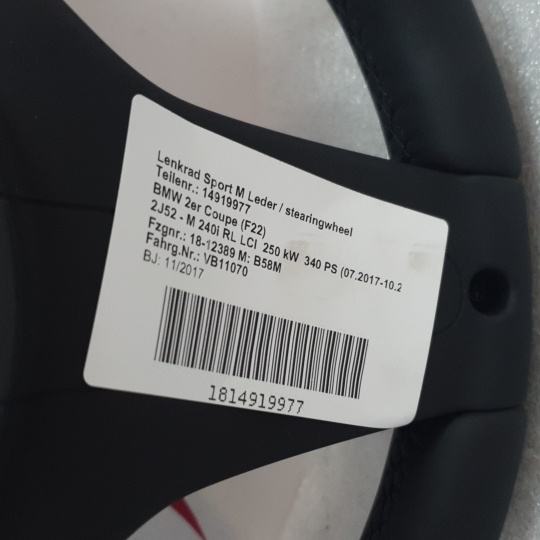 Lenkrad Sport M Leder / stearingwheel
Teilenr.: 14919977
BMW 2er Coupe (F22)
2J52 - M 240i RL LCI 250 kW 340 PS (07.2017-10.2
Fzgnr.: 18-12389 M: B58M
Fahrg.Nr.: VB11070
BJ: 11/2017
1814919977